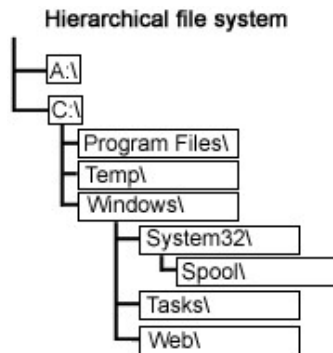 Hierarchical file system
A:\
C:\
Program Files\
Temp\
Windows\
System32\
Spool\
Tasks\
Web\